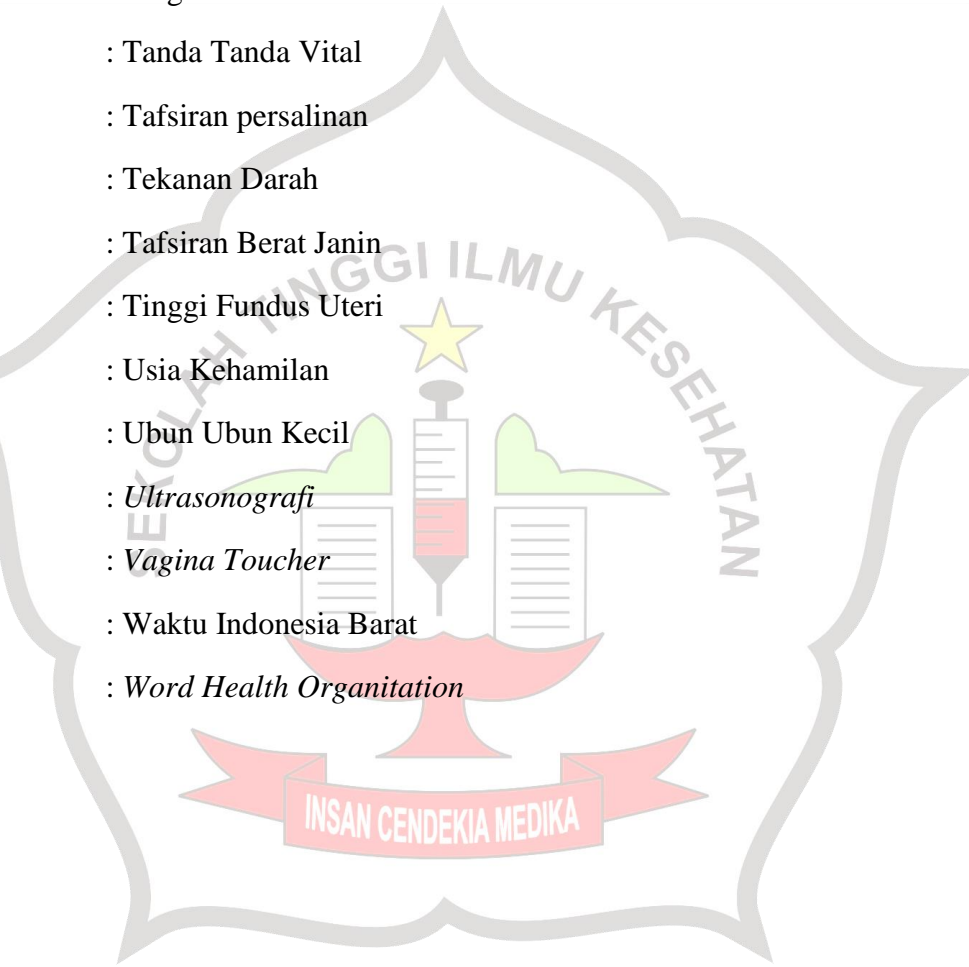 : Tanda Tanda Vital
: Tafsiran persalinan
: Tekanan Darah
: Tafsiran Berat Janin
: Tinggi Fundus Uteri
: Usia Kehamilan
: Ubun Ubun Kecil
: Ultrasonografi
: Vagina Toucher
: Waktu Indonesia Barat
: Word Health Organitation
SEKOLAH TINGGI ILMU KESEHATAN
INSAN CENDEKIA MEDIKA